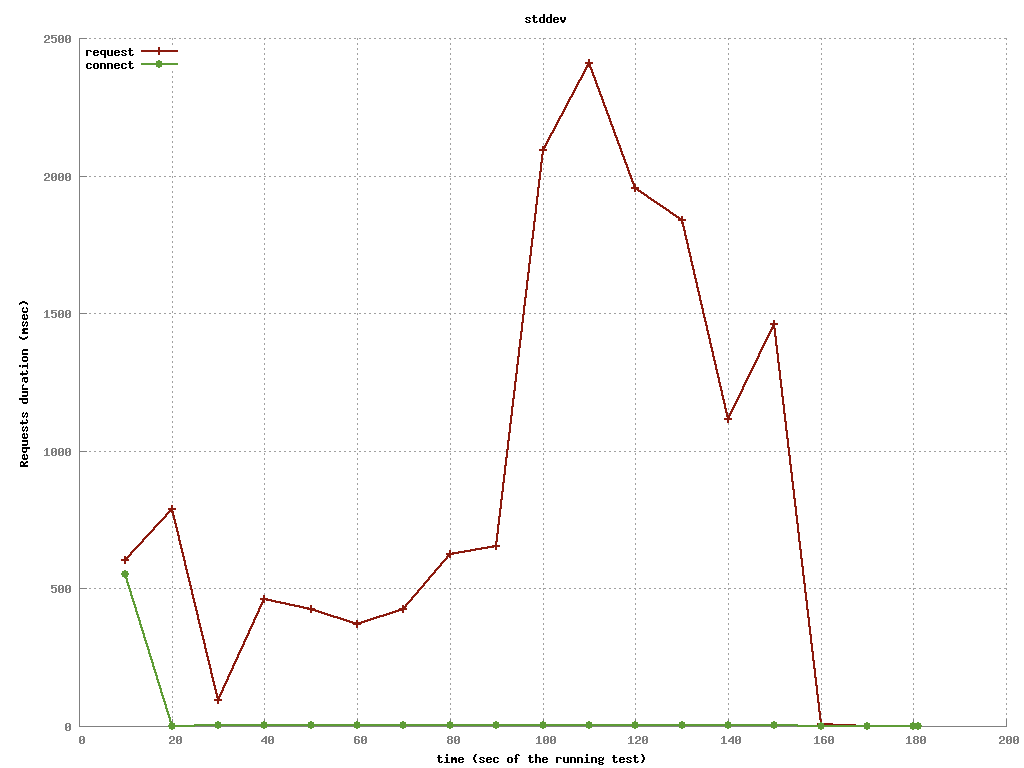 stddev
request
connect
2500
2000
1500
1000
500
0
Requests duration (msec)
0 20 40 60 80 100 120 140 160 180 200
time (sec of the running test)